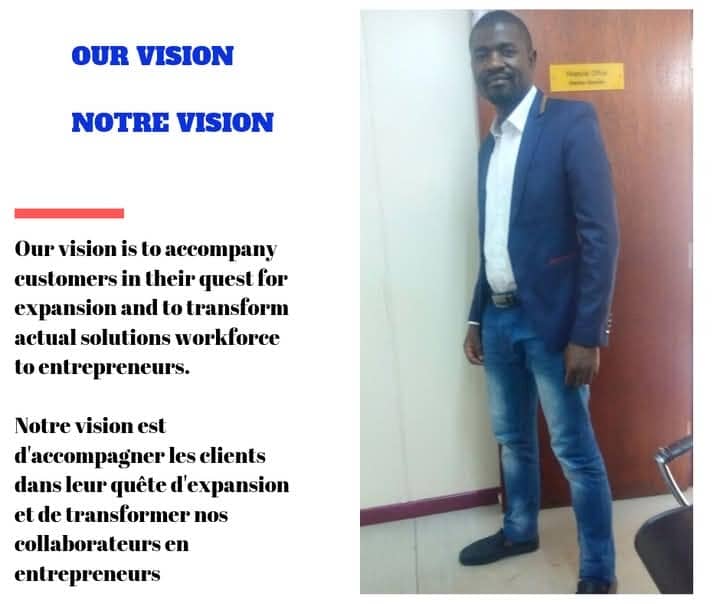 OUR VISION
NOTRE VISION
Our vision is to accompany
customers in their quest for
expansion and to transform
actual solutions workforce
to entrepreneurs.
Notre vision est
d'accompagner les clients
dans leur quête d'expansion
et de transformer nos
collaborateurs en
entrepreneurs
Financial Office